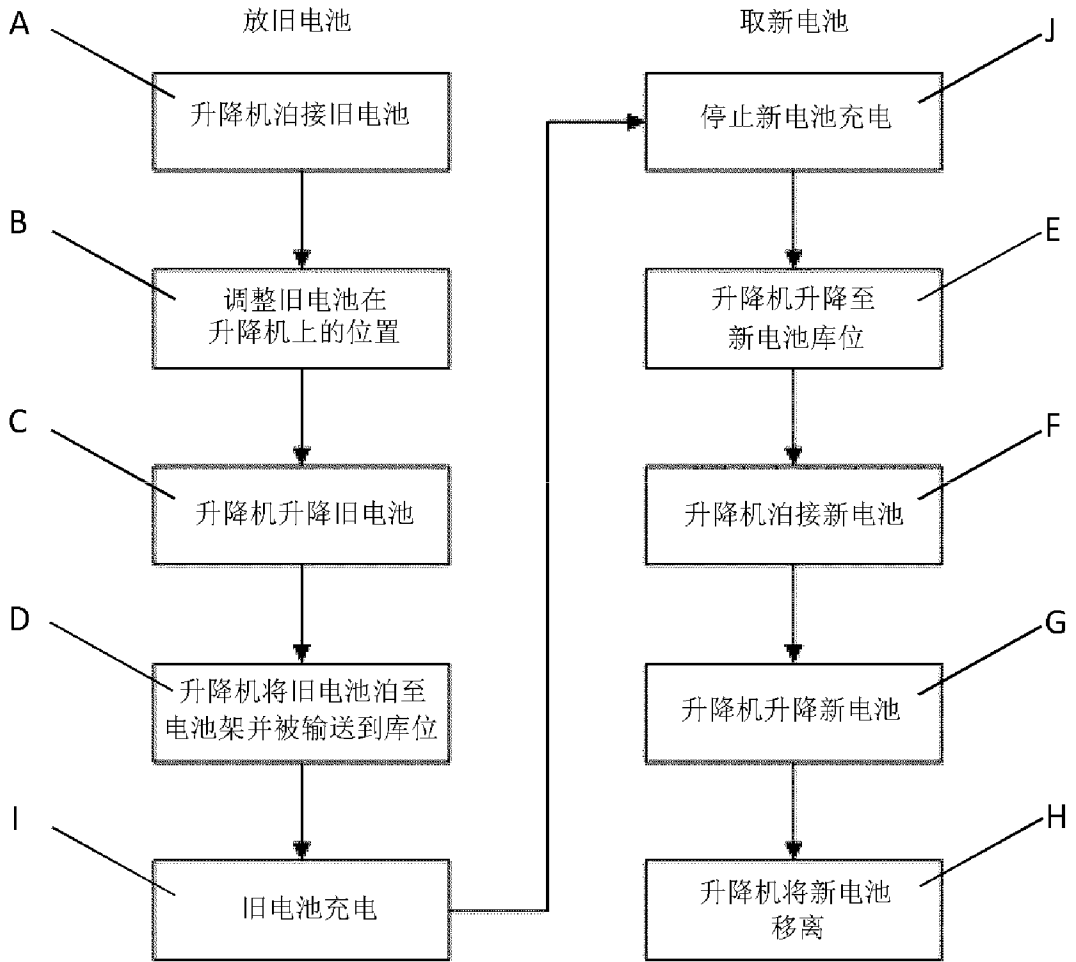 放旧电池
A
升降机泊接旧电池
B
调整旧电池在
升降机上的位置
C
升降机升降旧电池
D
升降机将旧电池泊至
电池架并被输送到库位
I
旧电池充电
取新电池
J
停止新电池充电
E
升降机升降至
新电池库位
F
升降机泊接新电池
G
升降机升降新电池
H
升降机将新电池
移离